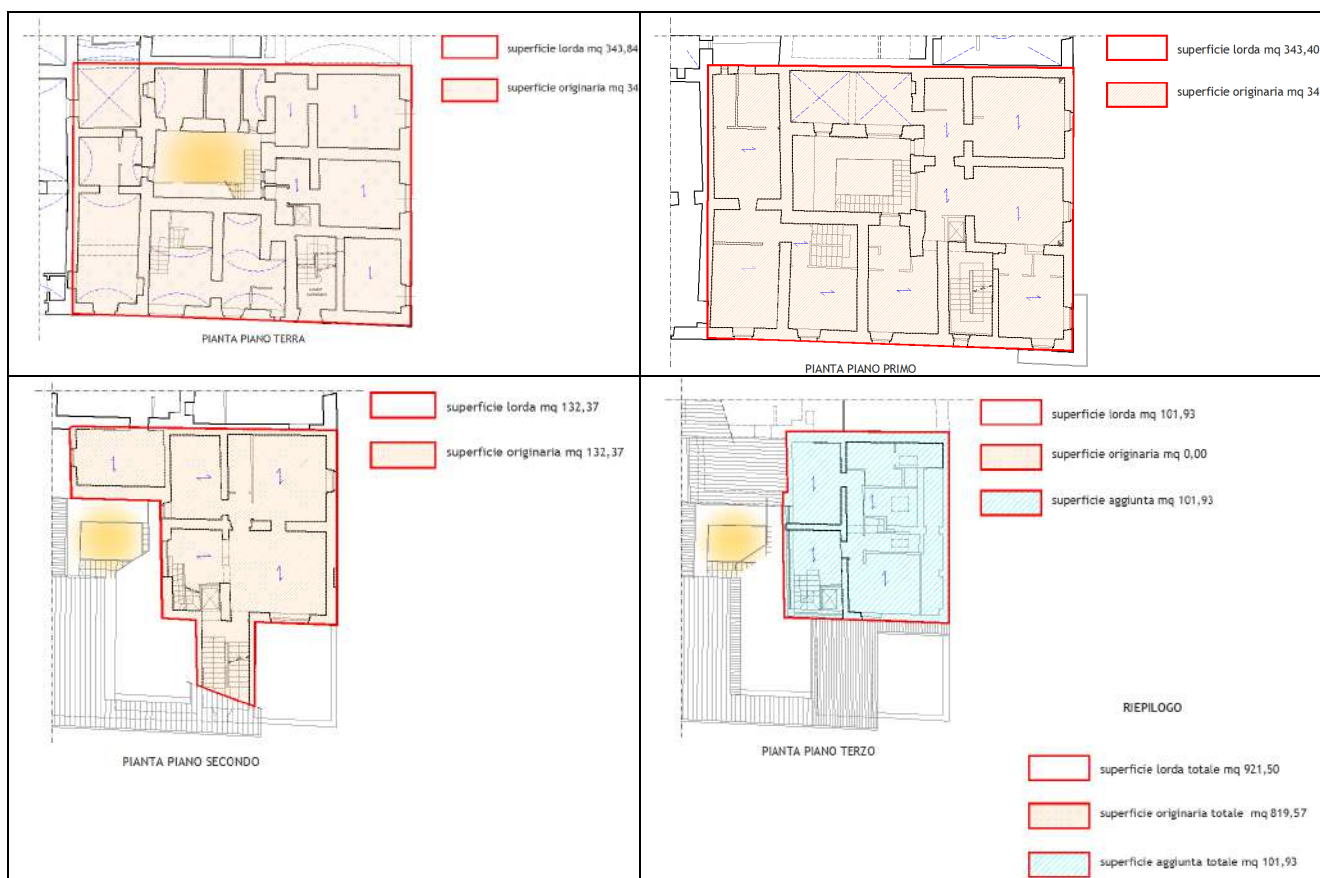 superficie lorda mq 343,84
superficie originaria mq 34
PIANTA PIANO TERRA
superficie lorda mq 343,40
superficie originaria mq 34
PIANTA PIANO PRIMO
superficie lorda mq 132,37
superficie originaria mq 132,37
PIANTA PIANO SECONDO
superficie lorda mq 101,93
superficie originaria mq 0,00
superficie aggiunta mq 101,93
PIANTA PIANO TERZO
RIEPILOGO
superficie lorda totale mq 921,50
superficie originaria totale mq 819,57
superficie aggiunta totale mq 101,93